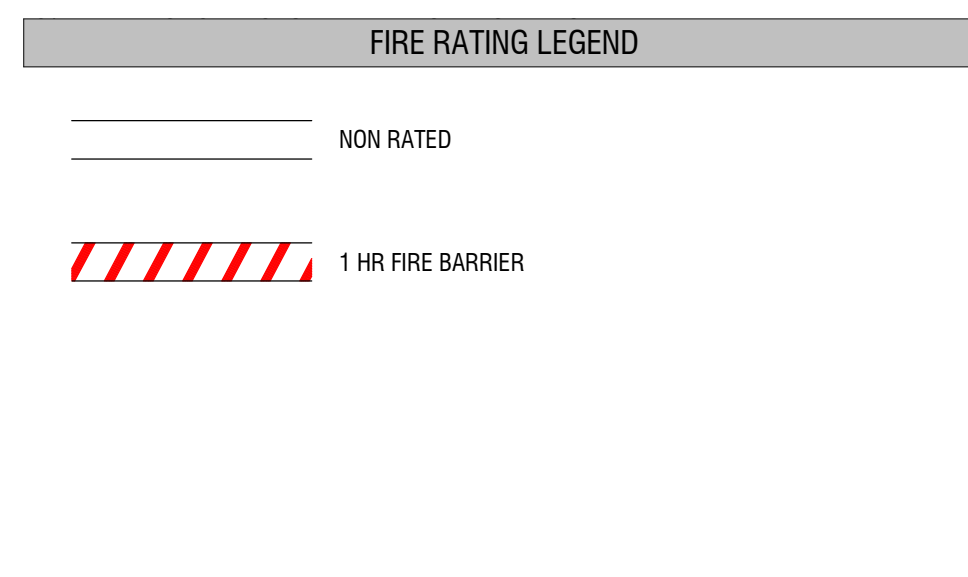 FIRE RATING LEGEND
NON RATED
1 HR FIRE BARRIER